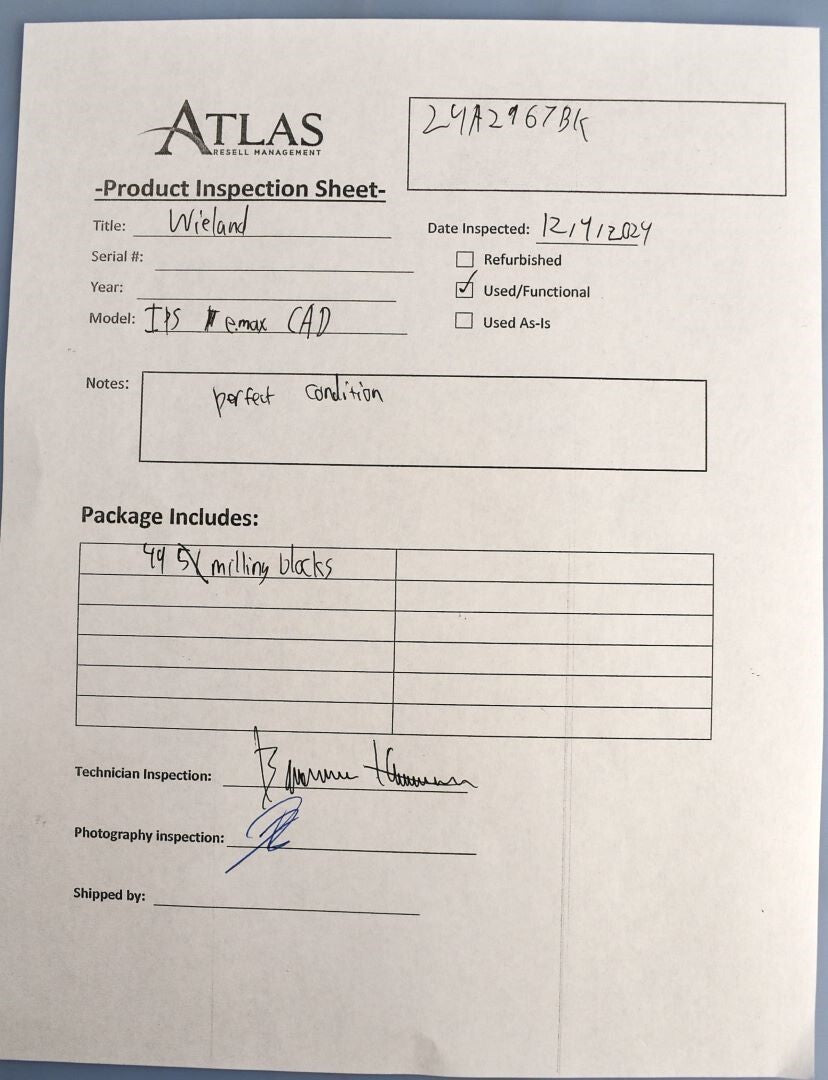 ATLAS
RESELL MANAGEMENT
24A2967BK
-Product Inspection Sheet-
Title: Wieland
Date Inspected: 12/4/2024
Serial #:
Refurbished
Year:
Used/Functional
Model: IPS e.max CAD
Used As-Is
Notes: perfect condition
Package Includes:
milling blocks
Technician Inspection:
Photography inspection:
Shipped by: